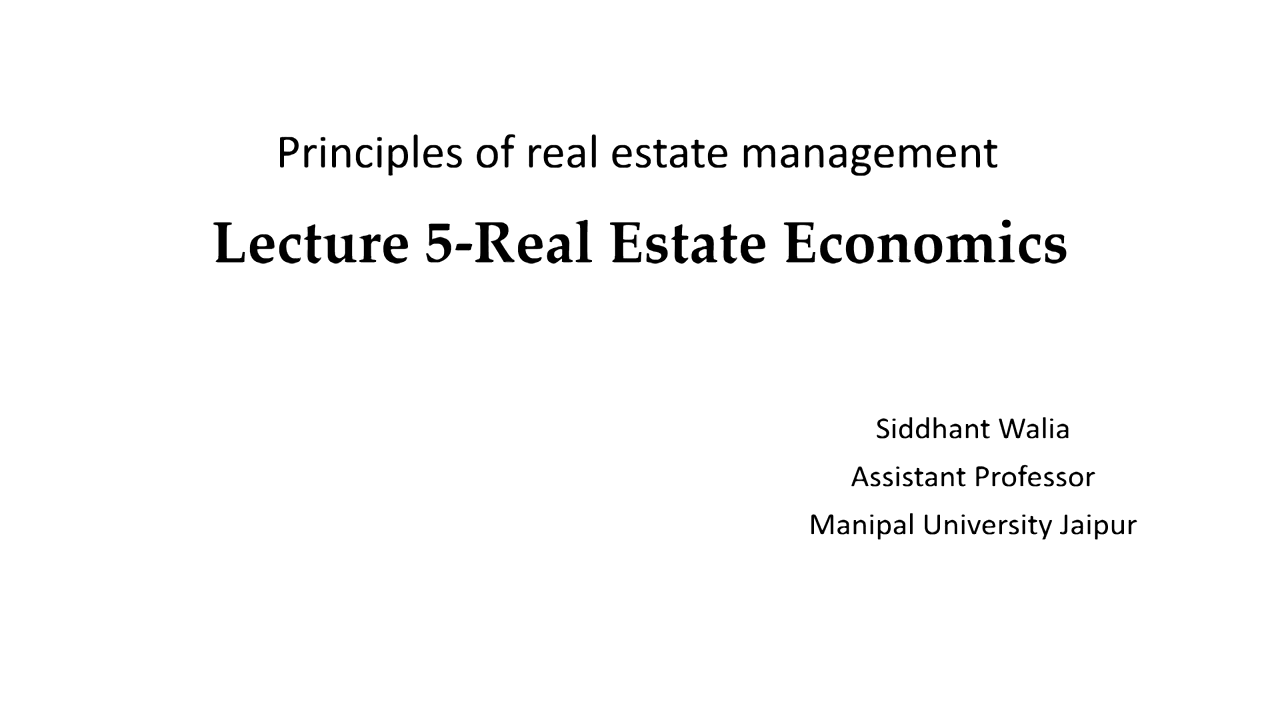 Principles of real estate management
Lecture 5-Real Estate Economics
Siddhant Walia
Assistant Professor
Manipal University Jaipur